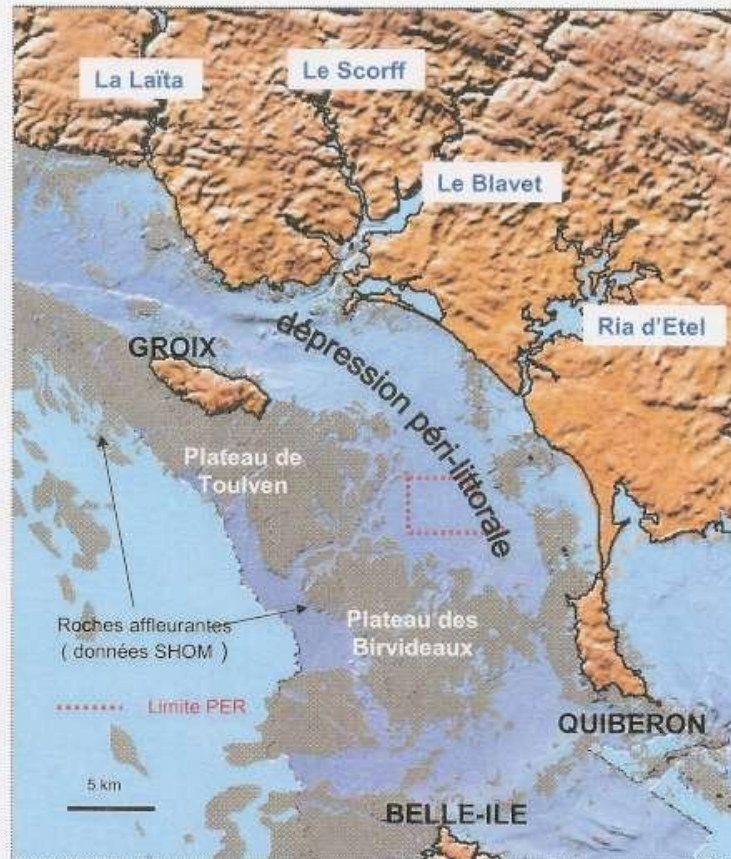 La Laïta
Le Scorff
Le Blavet
Ria d'Etel
GROIX
dépression péri-littorale
Plateau de
Toulven
Roches affleurantes
( données SHOM )
Plateau des
Birvideaux
Limite PER
QUIBERON
5 km
BELLE-ILE